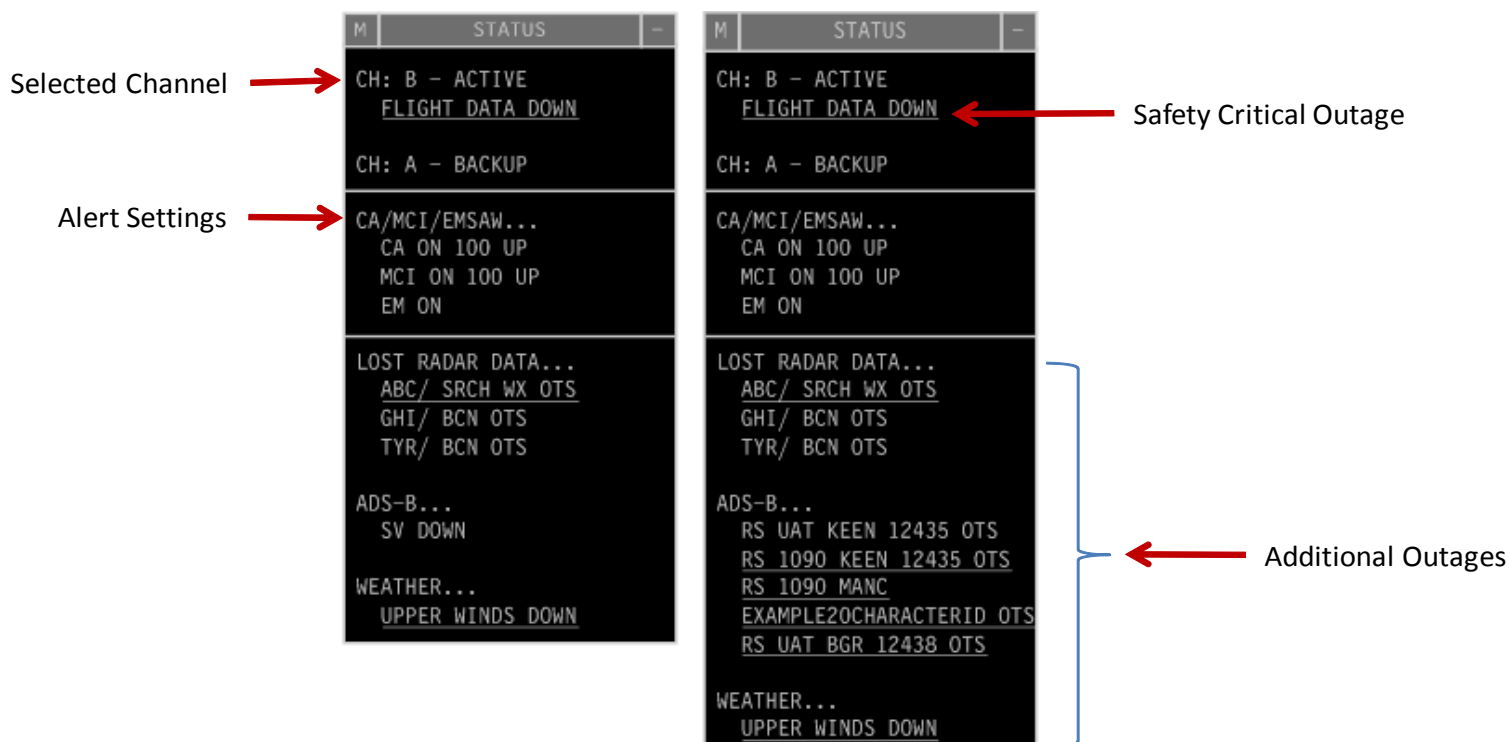 M STATUS -
CH: B - ACTIVE
FLIGHT DATA DOWN
CH: A - BACKUP
CA/MCI/EMSAW...
CA ON 100 UP
MCI ON 100 UP
EM ON
LOST RADAR DATA...
ABC/ SRCH WX OTS
GHI/ BCN OTS
TYR/ BCN OTS
ADS-B...
SV DOWN
WEATHER...
UPPER WINDS DOWN
Selected Channel
Alert Settings
M STATUS -
CH: B - ACTIVE
FLIGHT DATA DOWN
CH: A - BACKUP
CA/MCI/EMSAW...
CA ON 100 UP
MCI ON 100 UP
EM ON
LOST RADAR DATA...
ABC/ SRCH WX OTS
GHI/ BCN OTS
TYR/ BCN OTS
ADS-B...
RS UAT KEEN 12435 OTS
RS 1090 KEEN 12435 OTS
RS 1090 MANC
EXAMPLE20CHARACTERID OTS
RS UAT BGR 12438 OTS
WEATHER...
UPPER WINDS DOWN
Safety Critical Outage
Additional Outages